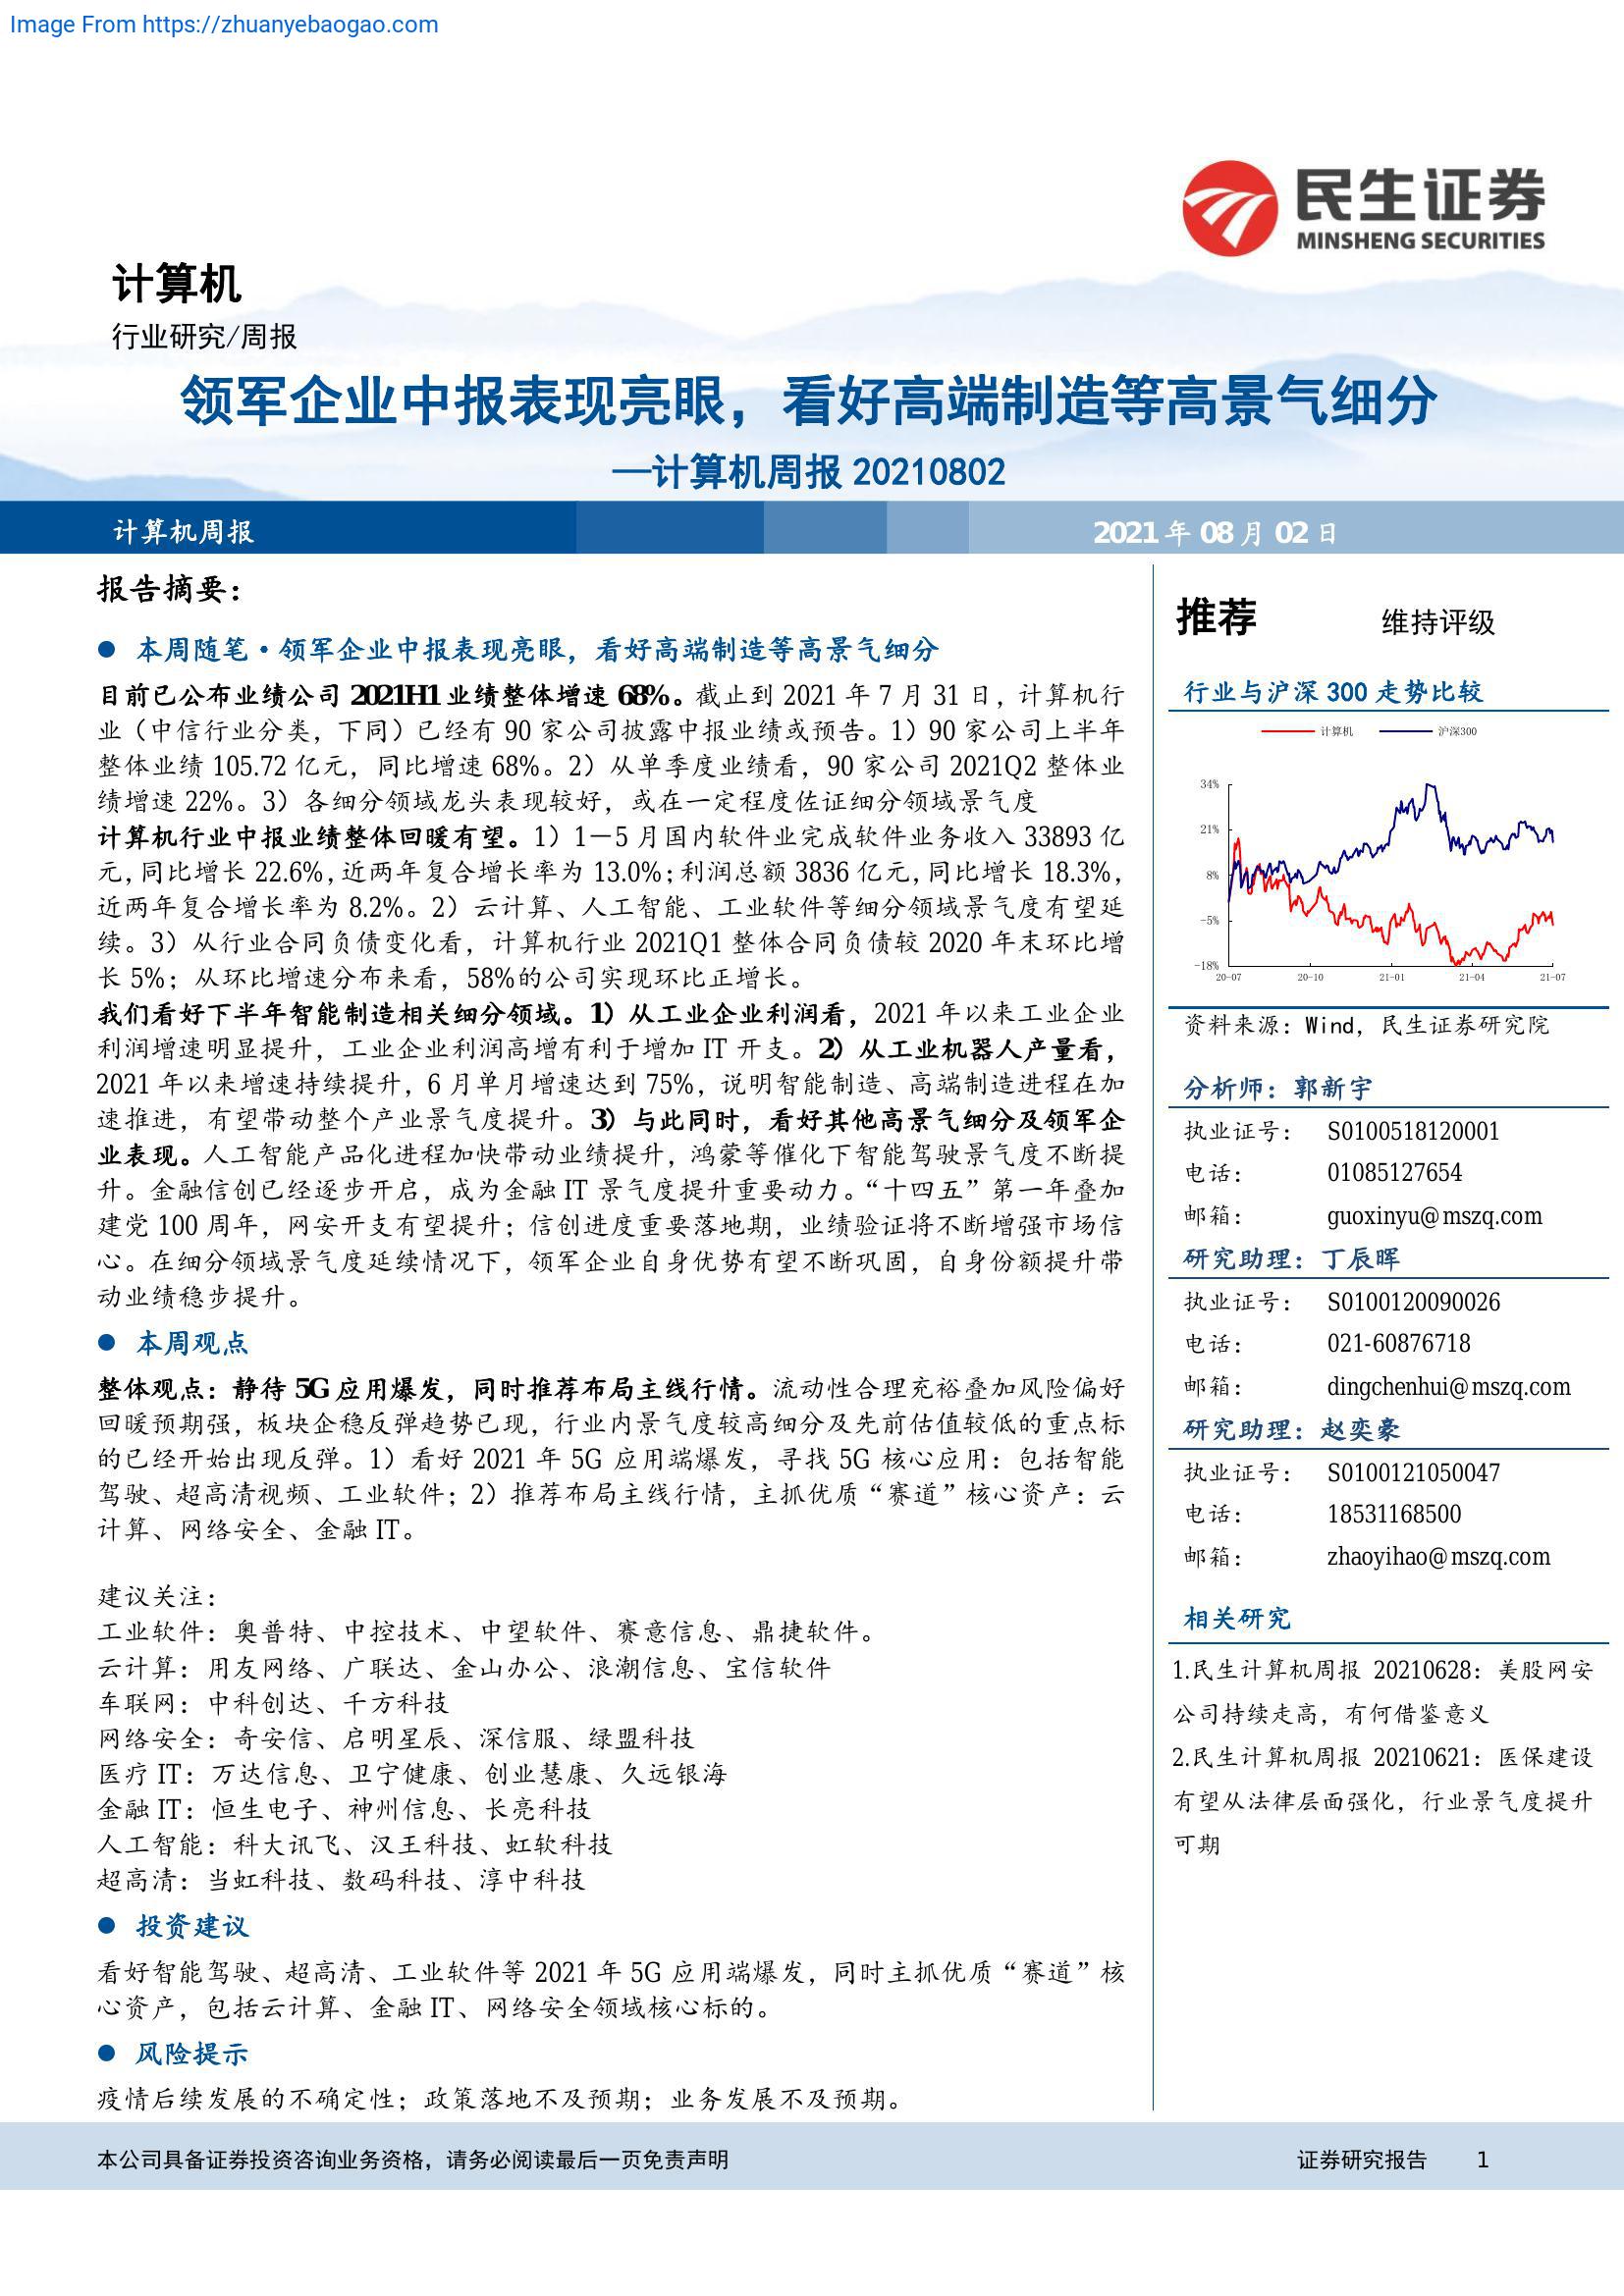 Image From https://zhuanyebaogao.com
民生证券
MINSHENG SECURITIES
计算机
行业研究/周报
领军企业中报表现亮眼，看好高端制造等高景气细分
—计算机周报 20210802
计算机周报
2021 年 08 月 02 日
报告摘要：
● 本周随笔·领军企业中报表现亮眼，看好高端制造等高景气细分
目前已公布业绩公司 2021H1 业绩整体增速 68%。截止到 2021 年 7 月 31 日，计算机行
业（中信行业分类，下同）已经有 90 家公司披露中报业绩或预告。1）90 家公司上半年
整体业绩 105.72 亿元，同比增速 68%。2）从单季度业绩看，90 家公司 2021Q2 整体业
绩增速 22%。3）各细分领域龙头表现较好，或在一定程度佐证细分领域景气度
计算机行业中报业绩整体回暖有望。1）1－5 月国内软件业完成软件业务收入 33893 亿
元，同比增长 22.6%，近两年复合增长率为 13.0%；利润总额 3836 亿元，同比增长 18.3%，
近两年复合增长率为 8.2%。2）云计算、人工智能、工业软件等细分领域景气度有望延
续。3）从行业合同负债变化看，计算机行业 2021Q1 整体合同负债较 2020 年末环比增
长 5%；从环比增速分布来看，58%的公司实现环比正增长。
我们看好下半年智能制造相关细分领域。1）从工业企业利润看，2021 年以来工业企业
利润增速明显提升，工业企业利润高增有利于增加 IT 开支。2）从工业机器人产量看，
2021 年以来增速持续提升，6 月单月增速达到 75%，说明智能制造、高端制造进程在加
速推进，有望带动整个产业景气度提升。3）与此同时，看好其他高景气细分及领军企
业表现。人工智能产品化进程加快带动业绩提升，鸿蒙等催化下智能驾驶景气度不断提
升。金融信创已经逐步开启，成为金融 IT 景气度提升重要动力。“十四五”第一年叠加
建党 100 周年，网安开支有望提升；信创进度重要落地期，业绩验证将不断增强市场信
心。在细分领域景气度延续情况下，领军企业自身优势有望不断巩固，自身份额提升带
动业绩稳步提升。
● 本周观点
整体观点：静待 5G 应用爆发，同时推荐布局主线行情。流动性合理充裕叠加风险偏好
回暖预期强，板块企稳反弹趋势已现，行业内景气度较高细分及先前估值较低的重点标
的已经开始出现反弹。1）看好 2021 年 5G 应用端爆发，寻找 5G 核心应用：包括智能
驾驶、超高清视频、工业软件；2）推荐布局主线行情，主抓优质“赛道”核心资产：云
计算、网络安全、金融 IT。
建议关注：
工业软件：奥普特、中控技术、中望软件、赛意信息、鼎捷软件。
云计算：用友网络、广联达、金山办公、浪潮信息、宝信软件
车联网：中科创达、千方科技
网络安全：奇安信、启明星辰、深信服、绿盟科技
医疗 IT：万达信息、卫宁健康、创业慧康、久远银海
金融 IT：恒生电子、神州信息、长亮科技
人工智能：科大讯飞、汉王科技、虹软科技
超高清：当虹科技、数码科技、淳中科技
● 投资建议
看好智能驾驶、超高清、工业软件等 2021 年 5G 应用端爆发，同时主抓优质“赛道”核
心资产，包括云计算、金融 IT、网络安全领域核心标的。
● 风险提示
疫情后续发展的不确定性；政策落地不及预期；业务发展不及预期。
推荐 维持评级
行业与沪深 300 走势比较
计算机 沪深300
34%
21%
8%
-5%
-18%
20-07 20-10 21-01 21-04 21-07
资料来源：Wind，民生证券研究院
分析师：郭新宇
执业证号： S0100518120001
电话： 01085127654
邮箱： guoxinyu@mszq.com
研究助理：丁辰晖
执业证号： S0100120090026
电话： 021-60876718
邮箱： dingchenhui@mszq.com
研究助理：赵奕豪
执业证号： S0100121050047
电话： 18531168500
邮箱： zhaoyihao@mszq.com
相关研究
1.民生计算机周报 20210628：美股网安
公司持续走高，有何借鉴意义
2.民生计算机周报 20210621：医保建设
有望从法律层面强化，行业景气度提升
可期
本公司具备证券投资咨询业务资格，请务必阅读最后一页免责声明
证券研究报告 1